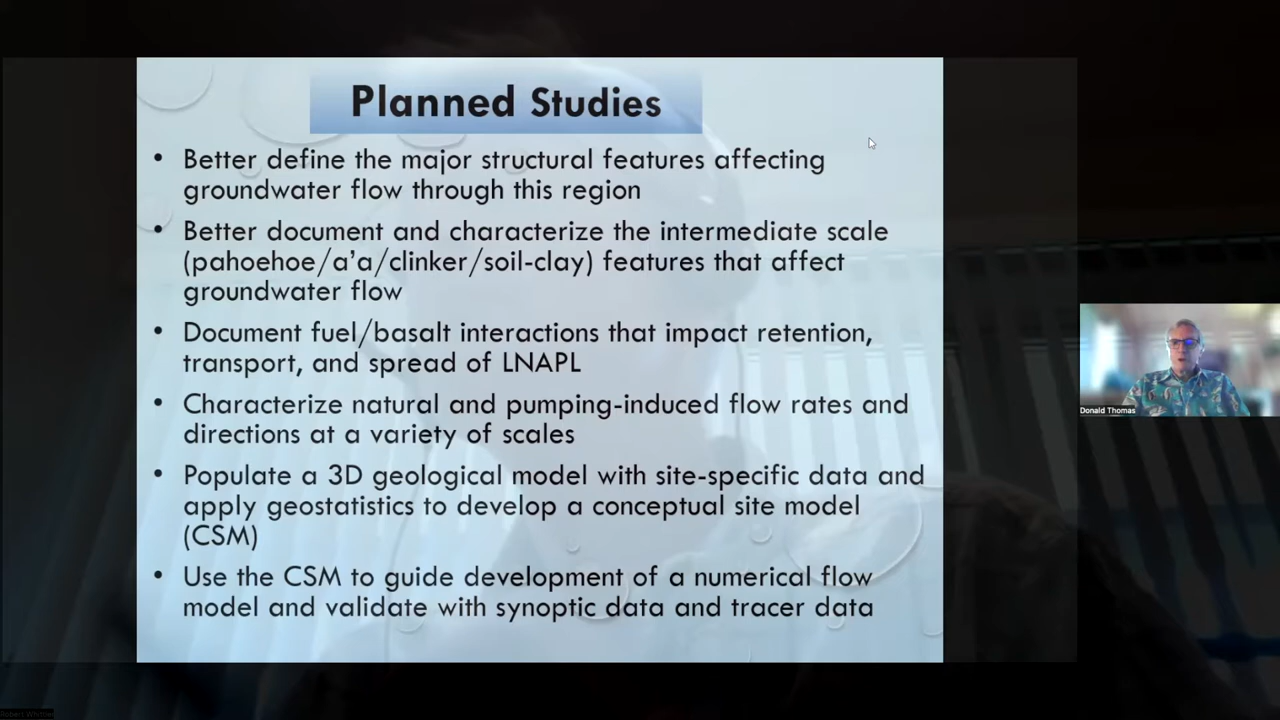 Planned Studies
• Better define the major structural features affecting
groundwater flow through this region
• Better document and characterize the intermediate scale
(pahoehoe/a'a/clinker/soil-clay) features that affect
groundwater flow
• Document fuel/basalt interactions that impact retention,
transport, and spread of LNAPL
• Characterize natural and pumping-induced flow rates and
directions at a variety of scales
• Populate a 3D geological model with site-specific data and
apply geostatistics to develop a conceptual site model
(CSM)
• Use the CSM to guide development of a numerical flow
model and validate with synoptic data and tracer data
Donald Thomas
Robert Whittier